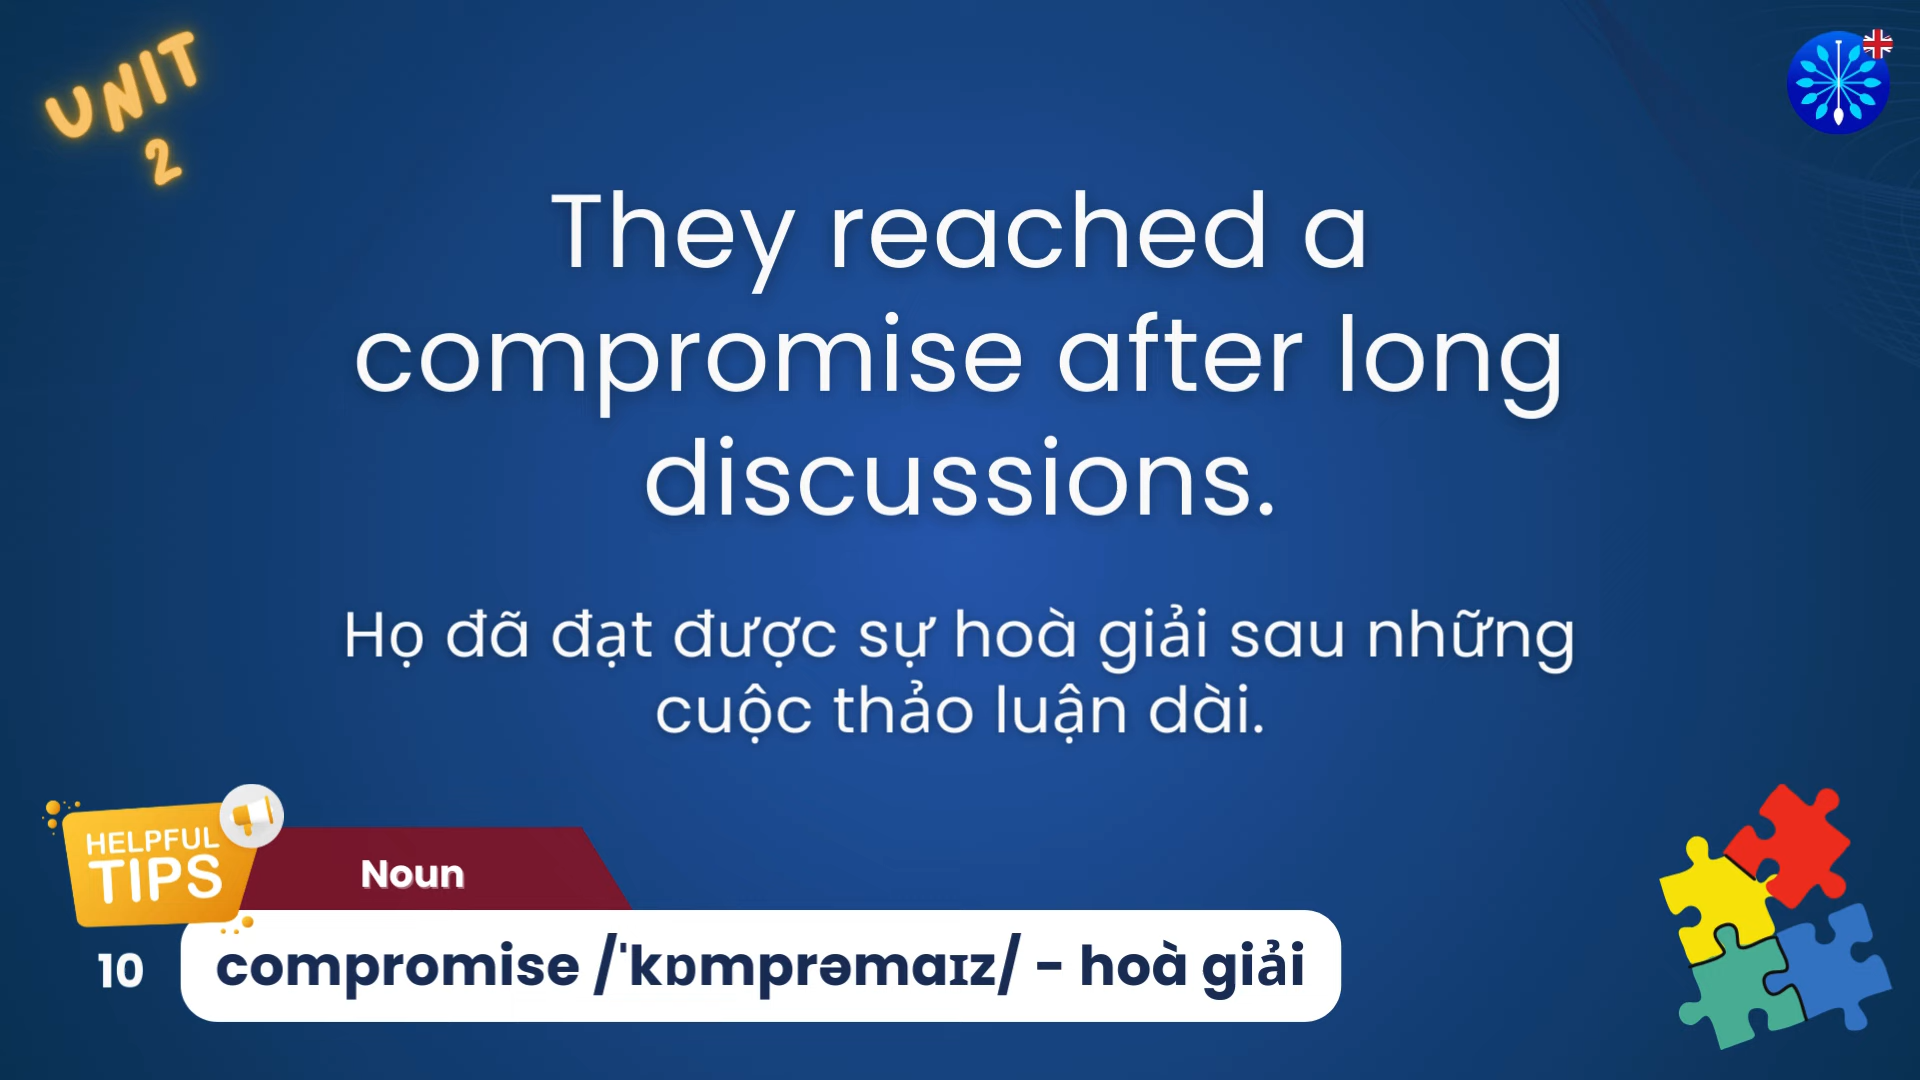 UNIT
2
They reached a
compromise after long
discussions.
Họ đã đạt được sự hoà giải sau những
cuộc thảo luận dài.
HELPFUL
TIPS
Noun
10
compromise /ˈkɒmprəmaɪz/ - hoà giải